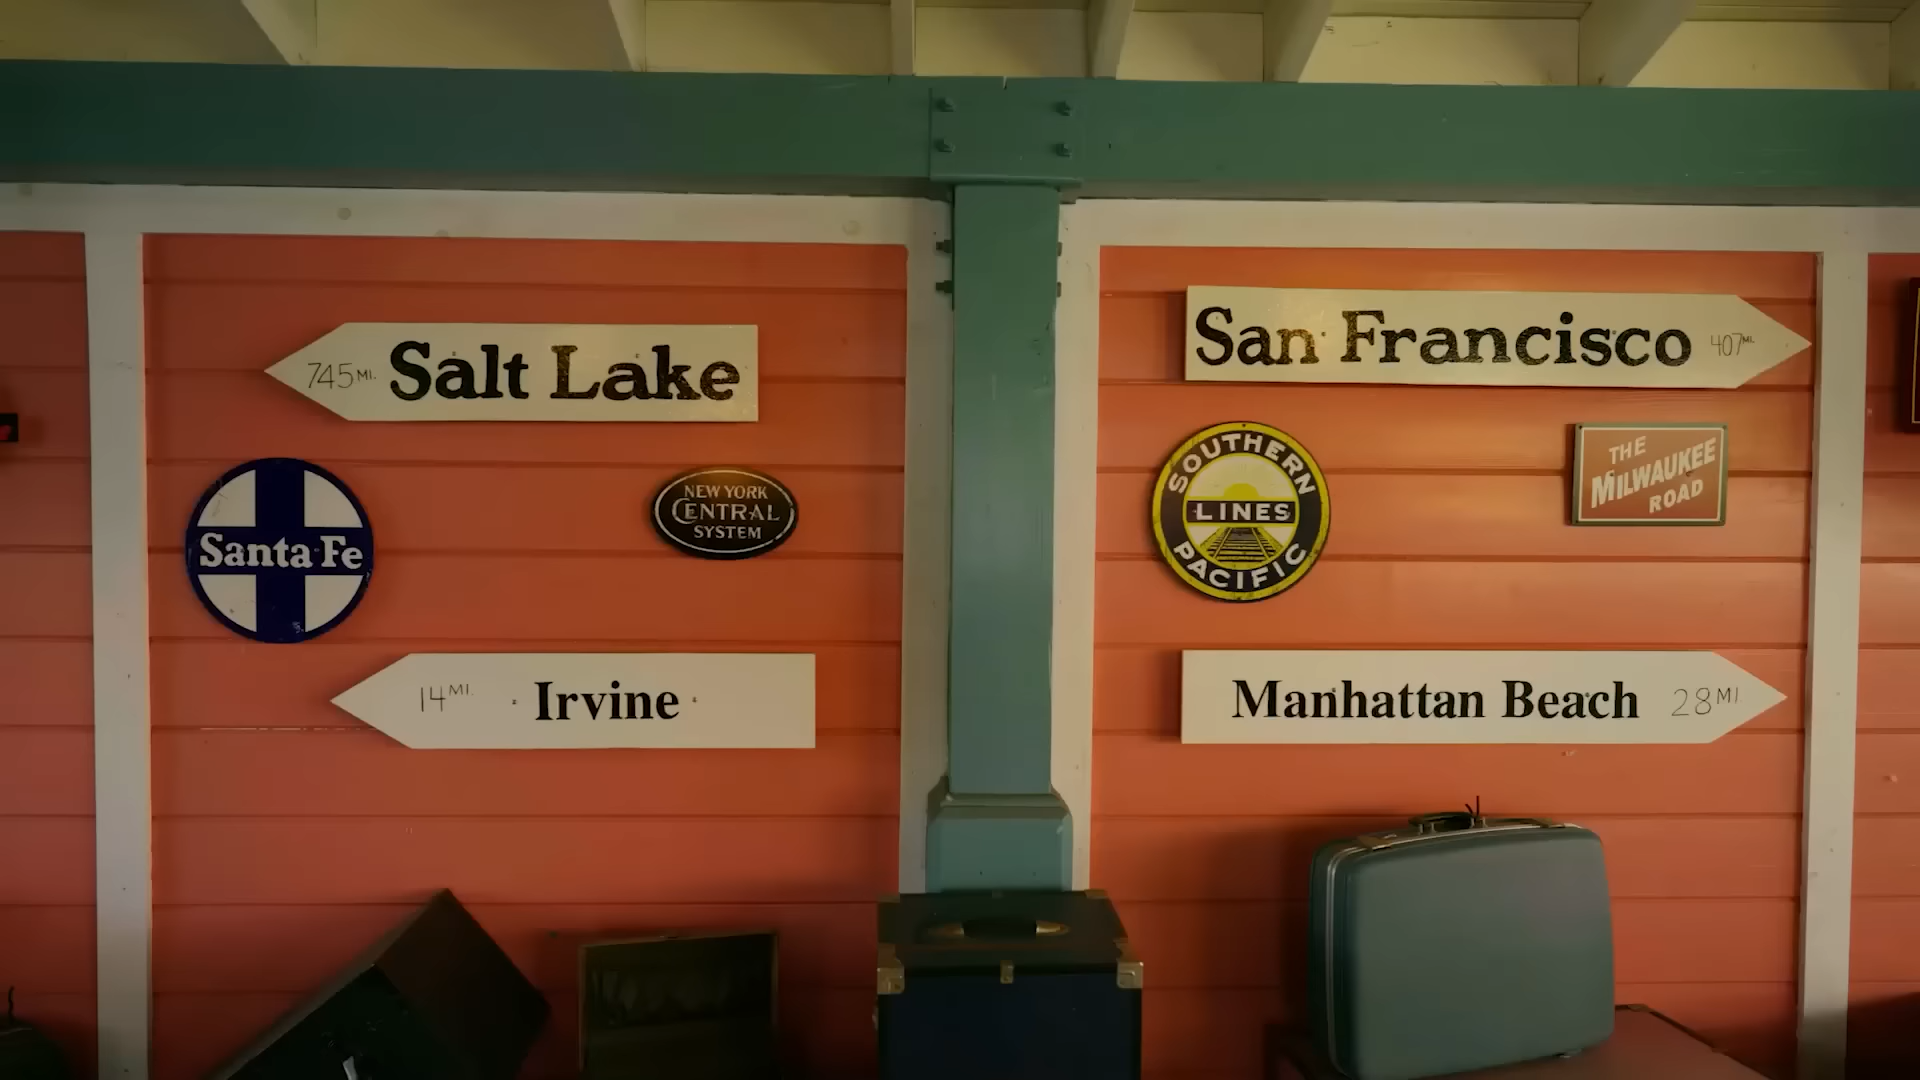 745 MI. Salt Lake
Santa Fe
NEW YORK
CENTRAL
SYSTEM
14 MI. Irvine
San Francisco 407 MI.
SOUTHERN
LINES
PACIFIC
THE
MILWAUKEE
ROAD
Manhattan Beach 28 MI